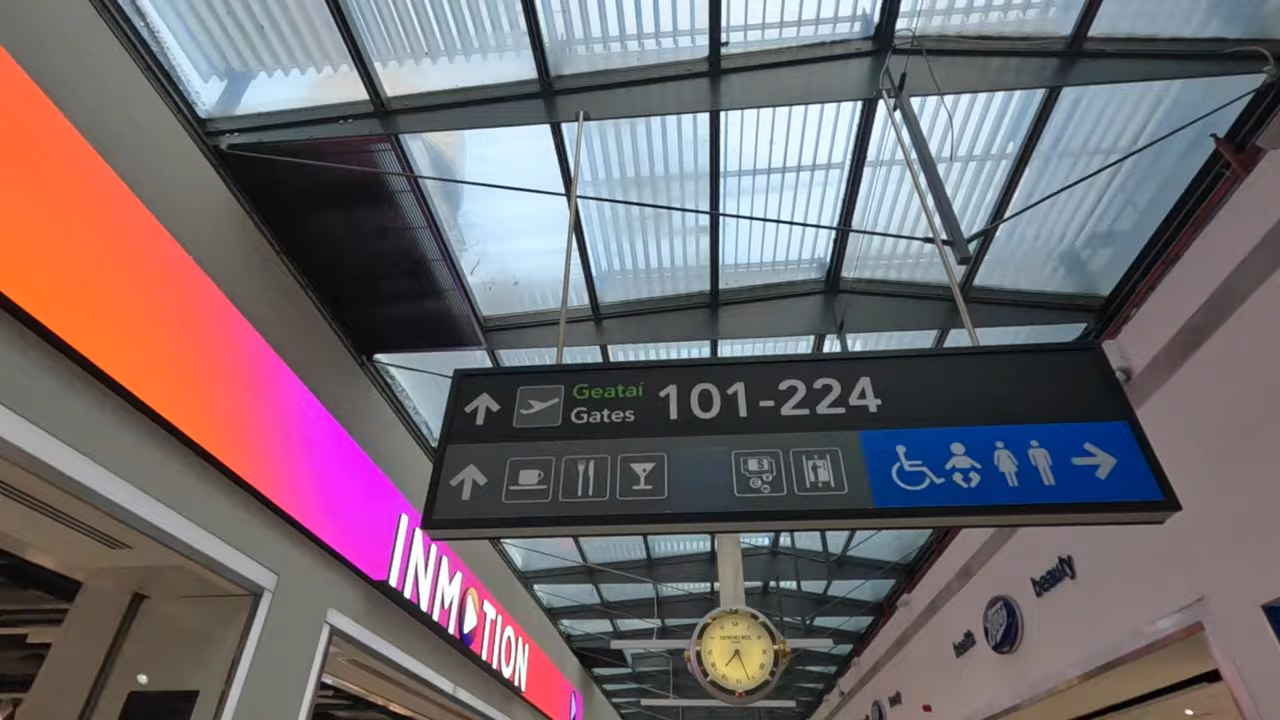 Geataí
Gates
101-224
INMOTION
health
Boots
beauty